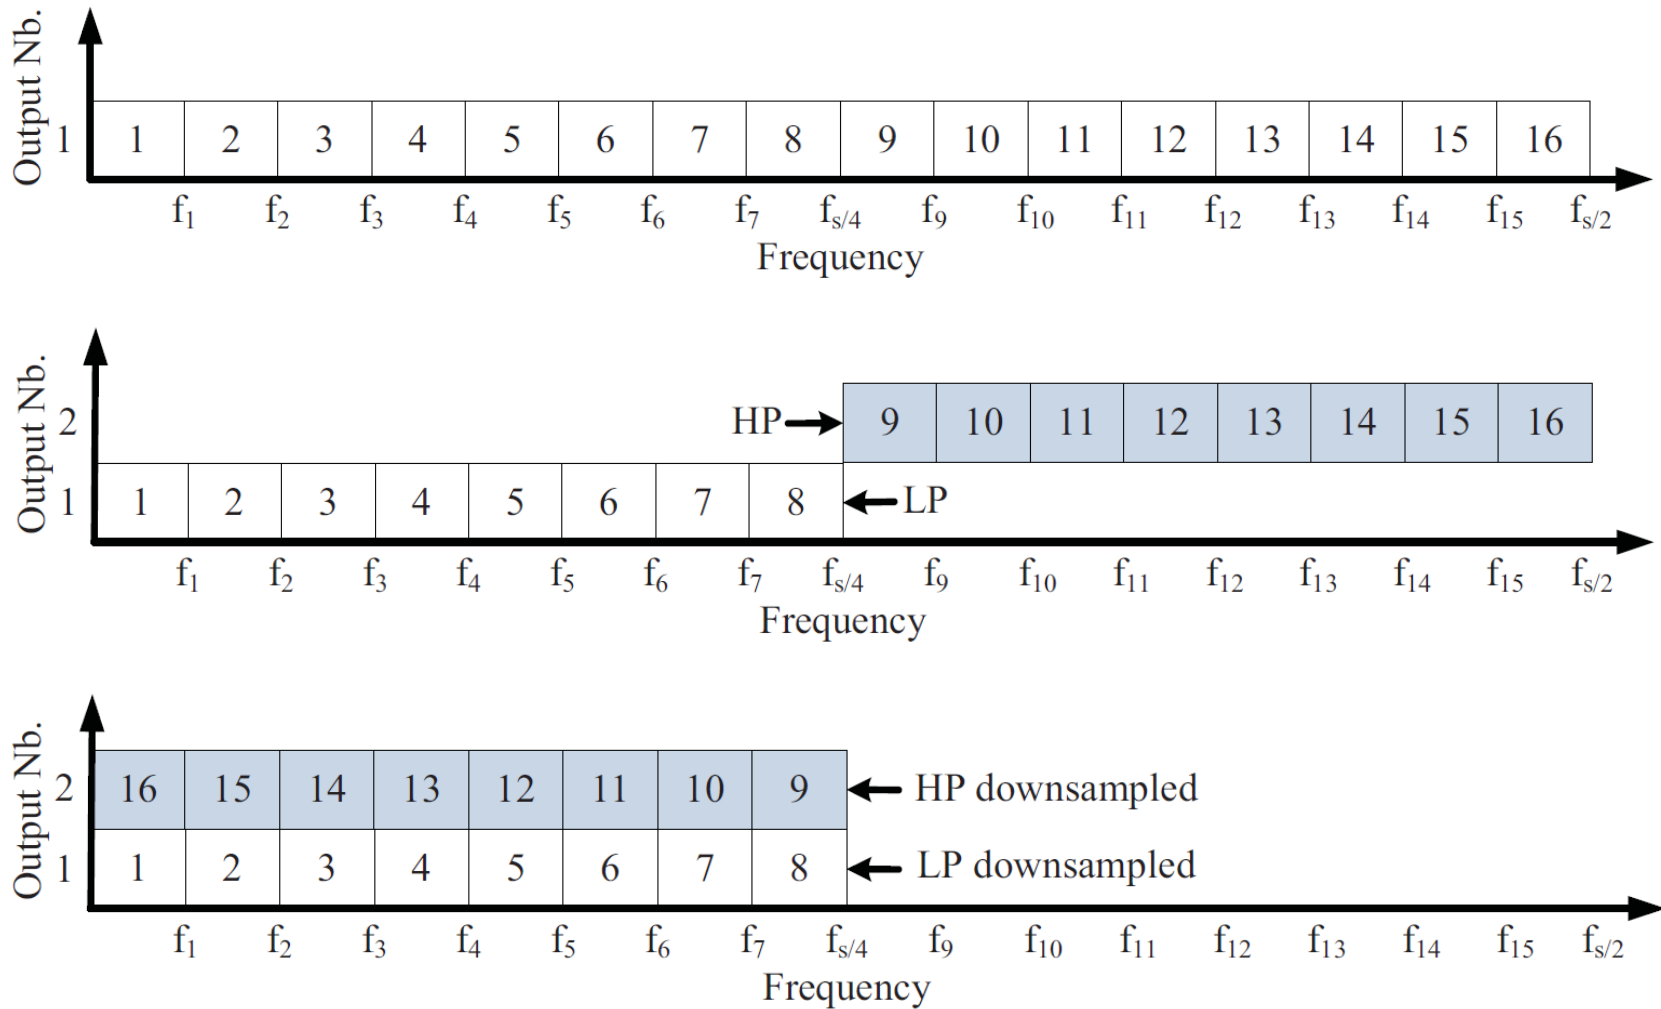 Output Nb.
1
1 2 3 4 5 6 7 8 9 10 11 12 13 14 15 16
f1 f2 f3 f4 f5 f6 f7 fs/4 f9 f10 f11 f12 f13 f14 f15 fs/2
Frequency
Output Nb.
2
HP
9 10 11 12 13 14 15 16
1
1 2 3 4 5 6 7 8
LP
f1 f2 f3 f4 f5 f6 f7 fs/4 f9 f10 f11 f12 f13 f14 f15 fs/2
Frequency
Output Nb.
2
16 15 14 13 12 11 10 9
HP downsampled
1
1 2 3 4 5 6 7 8
LP downsampled
f1 f2 f3 f4 f5 f6 f7 fs/4 f9 f10 f11 f12 f13 f14 f15 fs/2
Frequency